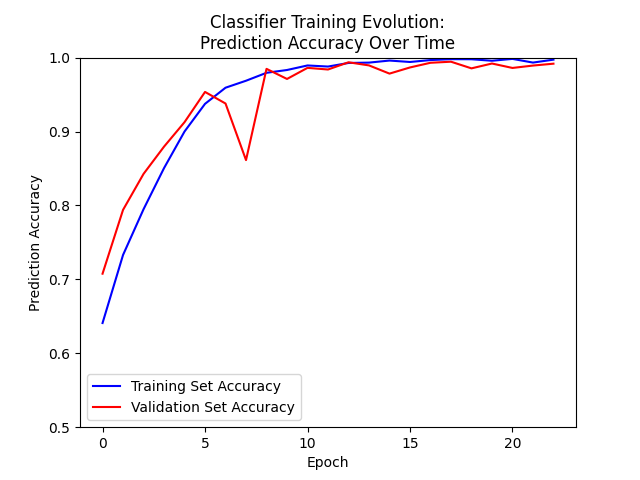 Classifier Training Evolution:
Prediction Accuracy Over Time
1.0
0.9
0.8
0.7
0.6
0.5
Prediction Accuracy
Training Set Accuracy
Validation Set Accuracy
0 5 10 15 20
Epoch